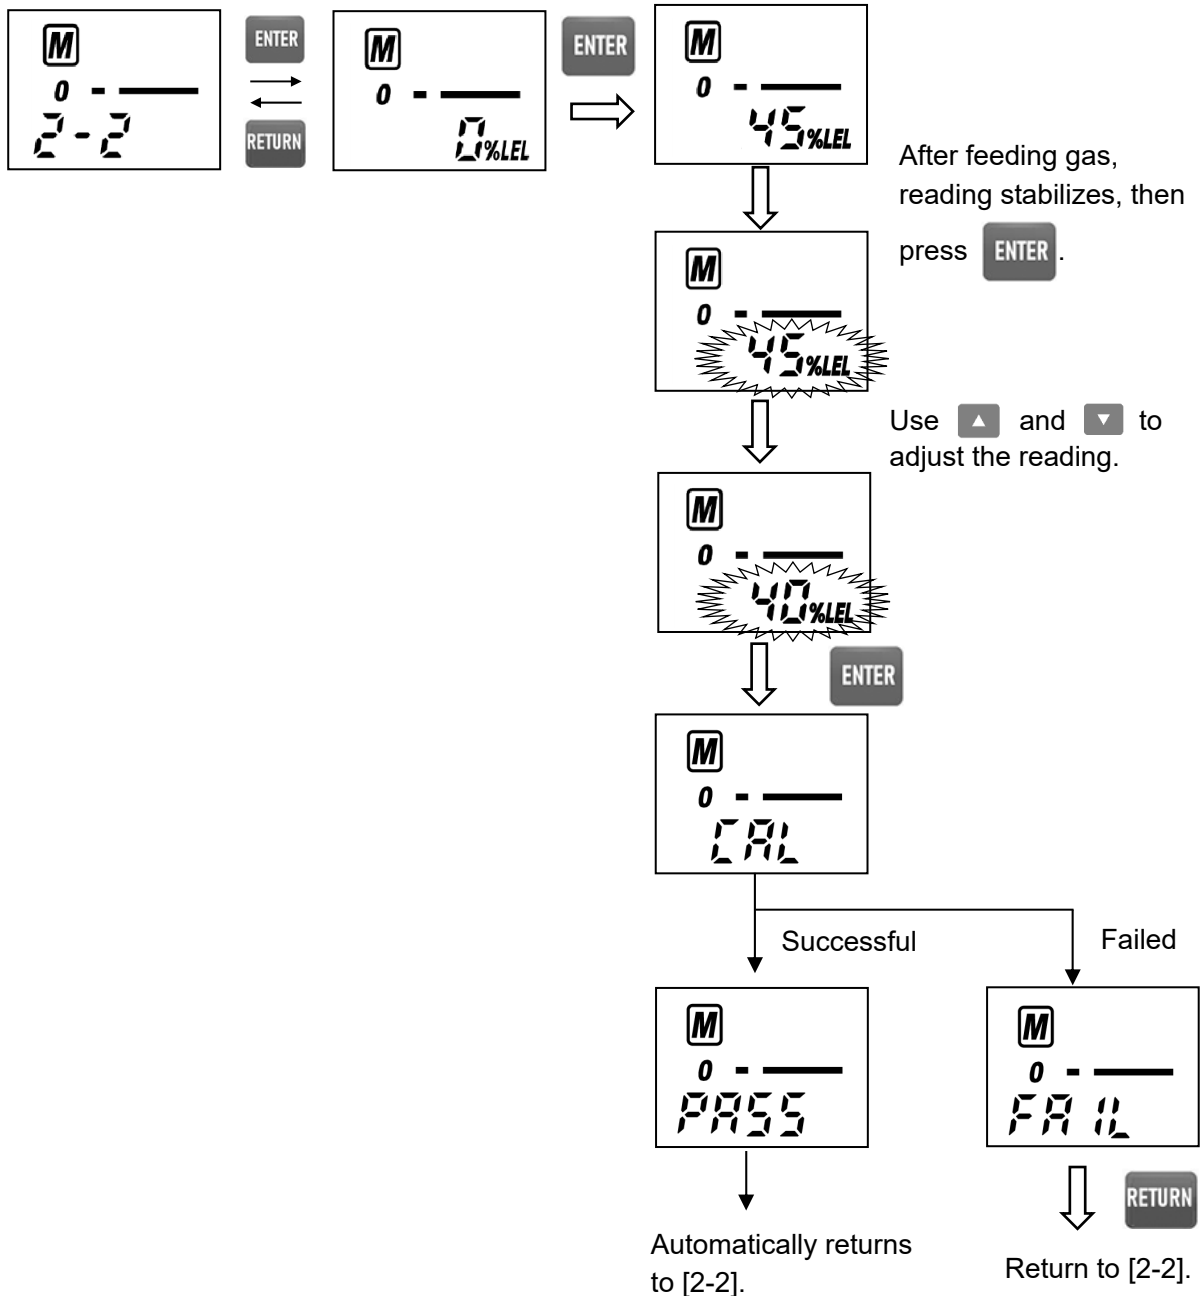 M
0
2-2
ENTER
RETURN
M
0
0%LEL
ENTER
M
0
45%LEL
After feeding gas,
reading stabilizes, then
press ENTER.
M
0
45%LEL
Use ▲ and ▼ to
adjust the reading.
M
0
40%LEL
ENTER
M
0
CAL
Successful
Failed
M
0
PASS
M
0
FAIL
RETURN
Automatically returns
to [2-2].
Return to [2-2].